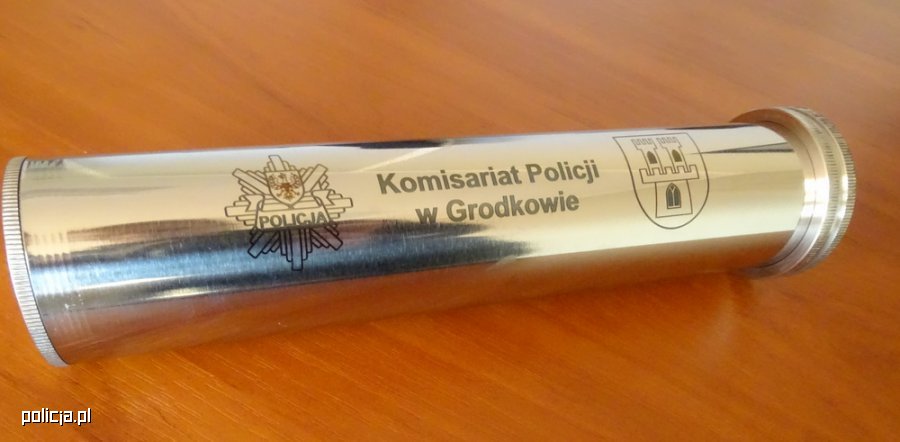 POLICJA
Komisariat Policji
w Grodkowie
policja.pl